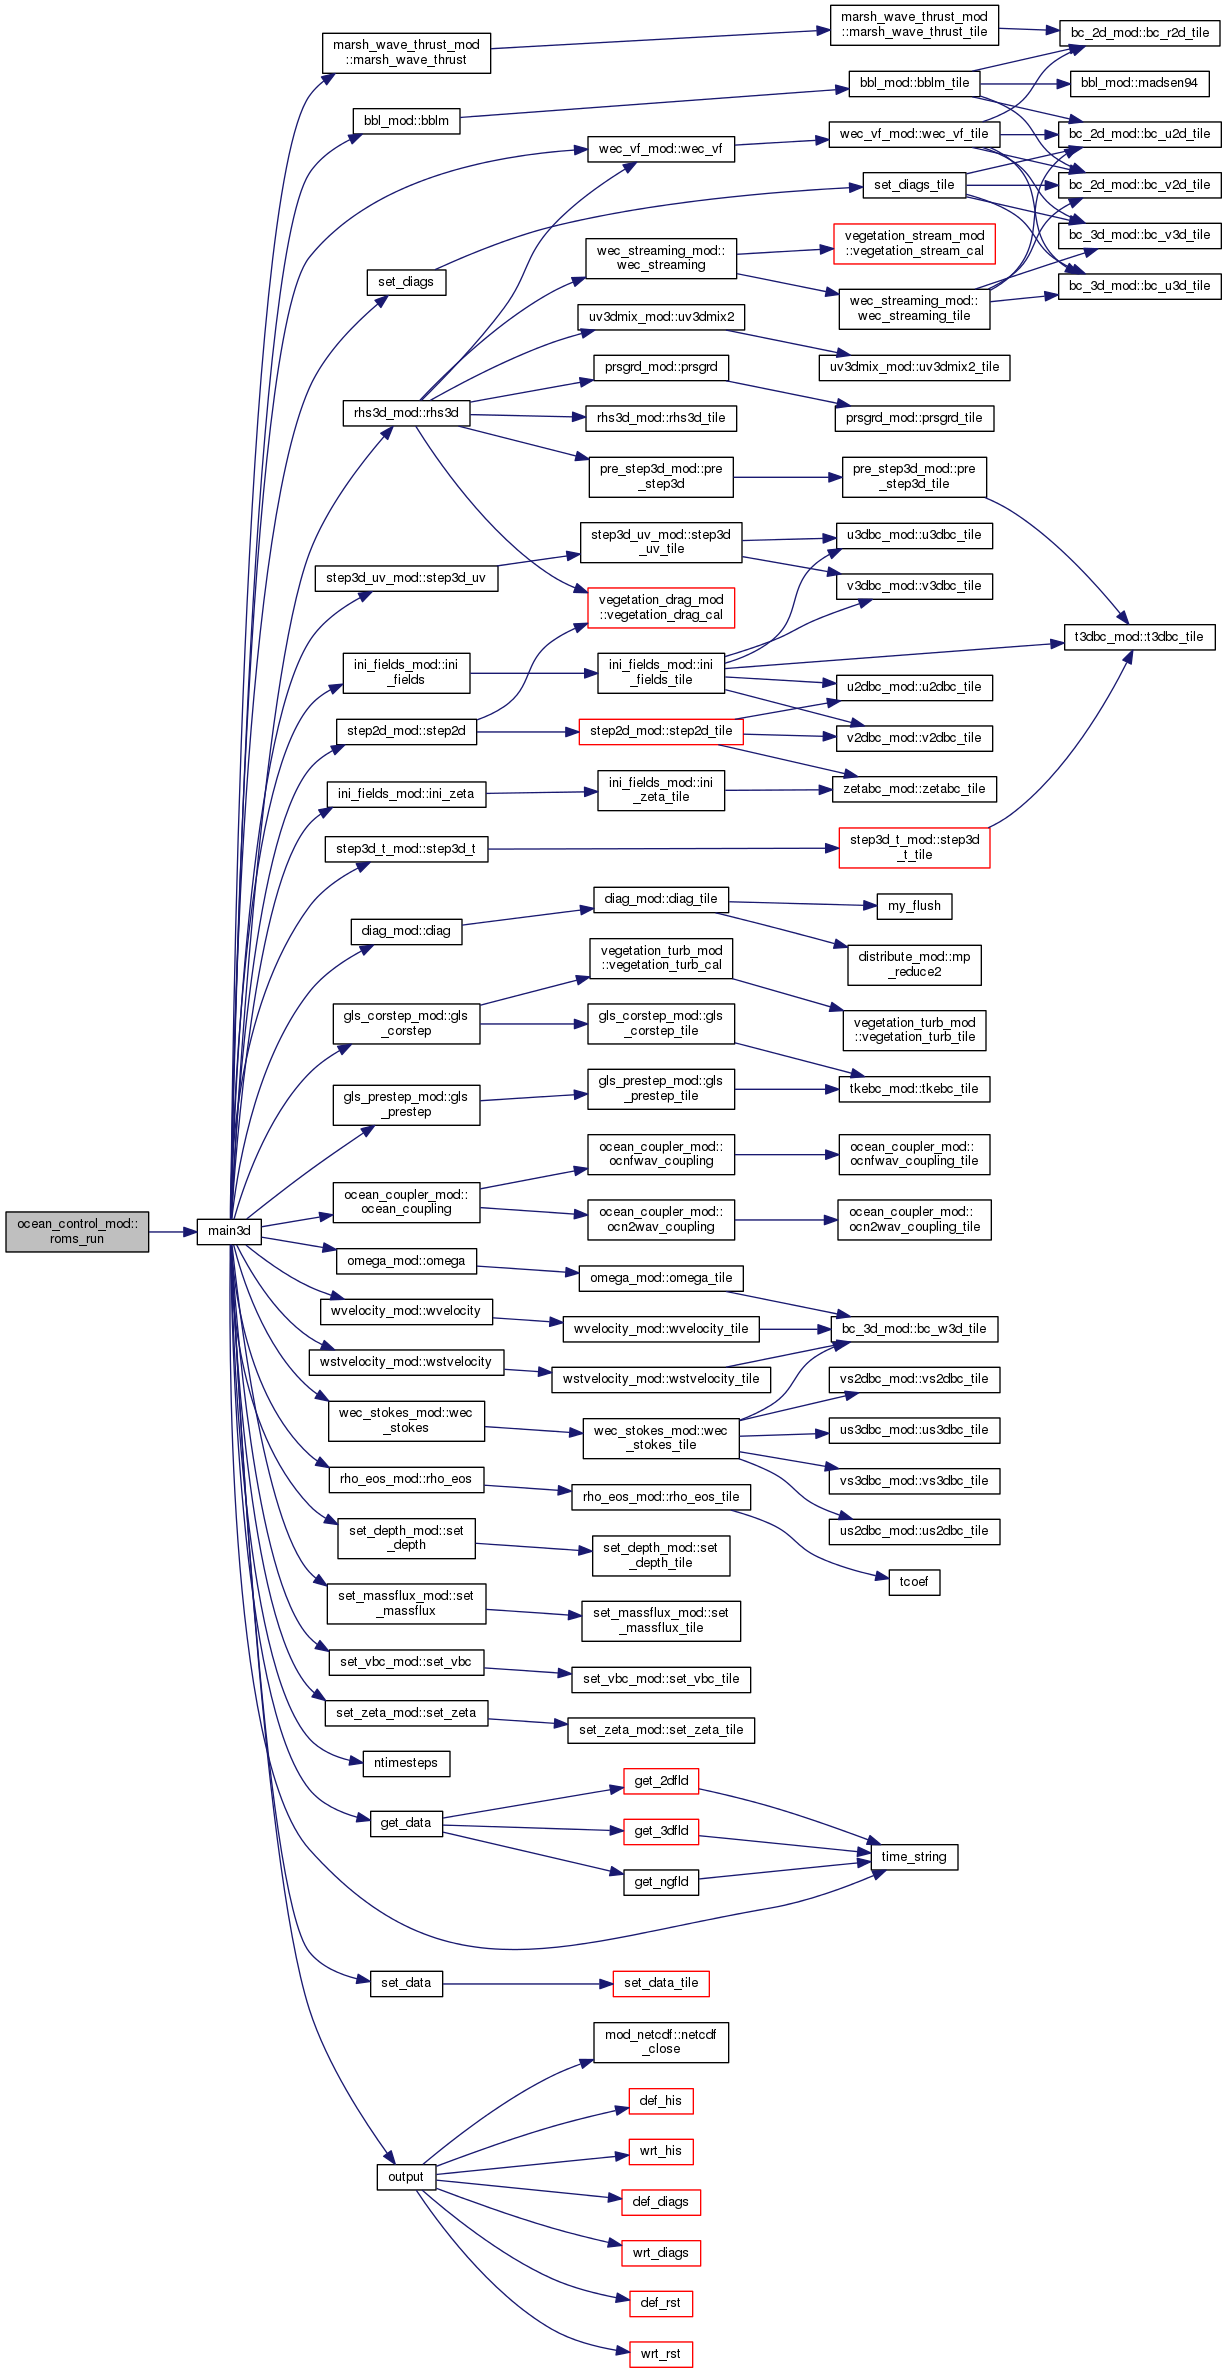 ocean_control_mod::
roms_run
main3d
marsh_wave_thrust_mod
::marsh_wave_thrust
bbl_mod::bblm
set_diags
rhs3d_mod::rhs3d
step3d_uv_mod::step3d_uv
ini_fields_mod::ini
_fields
step2d_mod::step2d
ini_fields_mod::ini_zeta
step3d_t_mod::step3d_t
diag_mod::diag
gls_corstep_mod::gls
_corstep
gls_prestep_mod::gls
_prestep
ocean_coupler_mod::
ocean_coupling
omega_mod::omega
wvelocity_mod::wvelocity
wstvelocity_mod::wstvelocity
wec_stokes_mod::wec
_stokes
rho_eos_mod::rho_eos
set_depth_mod::set
_depth
set_massflux_mod::set
_massflux
set_vbc_mod::set_vbc
set_zeta_mod::set_zeta
ntimesteps
get_data
set_data
output
wec_vf_mod::wec_vf
wec_streaming_mod::
wec_streaming
uv3dmix_mod::uv3dmix2
prsgrd_mod::prsgrd
rhs3d_mod::rhs3d_tile
pre_step3d_mod::pre
_step3d
step3d_uv_mod::step3d
_uv_tile
vegetation_drag_mod
::vegetation_drag_cal
ini_fields_mod::ini
_fields_tile
step2d_mod::step2d_tile
ini_fields_mod::ini
_zeta_tile
diag_mod::diag_tile
vegetation_turb_mod
::vegetation_turb_cal
gls_corstep_mod::gls
_corstep_tile
gls_prestep_mod::gls
_prestep_tile
ocean_coupler_mod::
ocnfwav_coupling
ocean_coupler_mod::
ocn2wav_coupling
omega_mod::omega_tile
wvelocity_mod::wvelocity_tile
wstvelocity_mod::wstvelocity_tile
wec_stokes_mod::wec
_stokes_tile
rho_eos_mod::rho_eos_tile
set_depth_mod::set
_depth_tile
set_massflux_mod::set
_massflux_tile
set_vbc_mod::set_vbc_tile
set_zeta_mod::set_zeta_tile
get_2dfld
get_3dfld
get_ngfld
set_data_tile
mod_netcdf::netcdf
_close
def_his
wrt_his
def_diags
wrt_diags
def_rst
wrt_rst
marsh_wave_thrust_mod
::marsh_wave_thrust_tile
bbl_mod::bblm_tile
wec_vf_mod::wec_vf_tile
set_diags_tile
vegetation_stream_mod
::vegetation_stream_cal
wec_streaming_mod::
wec_streaming_tile
uv3dmix_mod::uv3dmix2_tile
prsgrd_mod::prsgrd_tile
pre_step3d_mod::pre
_step3d_tile
u3dbc_mod::u3dbc_tile
v3dbc_mod::v3dbc_tile
u2dbc_mod::u2dbc_tile
v2dbc_mod::v2dbc_tile
zetabc_mod::zetabc_tile
step3d_t_mod::step3d
_t_tile
my_flush
distribute_mod::mp
_reduce2
vegetation_turb_mod
::vegetation_turb_tile
tkebc_mod::tkebc_tile
ocean_coupler_mod::
ocnfwav_coupling_tile
ocean_coupler_mod::
ocn2wav_coupling_tile
bc_3d_mod::bc_w3d_tile
vs2dbc_mod::vs2dbc_tile
us3dbc_mod::us3dbc_tile
vs3dbc_mod::vs3dbc_tile
us2dbc_mod::us2dbc_tile
tcoef
time_string
bc_2d_mod::bc_r2d_tile
bbl_mod::madsen94
bc_2d_mod::bc_u2d_tile
bc_2d_mod::bc_v2d_tile
bc_3d_mod::bc_v3d_tile
bc_3d_mod::bc_u3d_tile
t3dbc_mod::t3dbc_tile